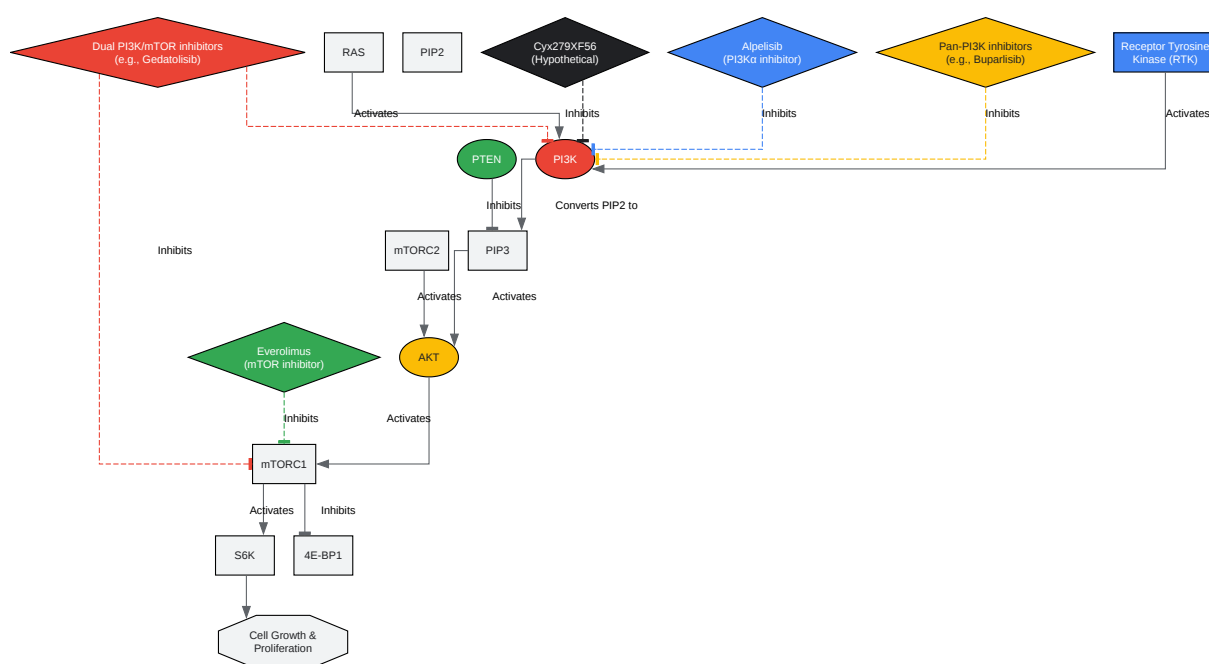 Dual PI3K/mTOR inhibitors
(e.g., Gedatolisib)
RAS
PIP2
Cyx279XF56
(Hypothetical)
Alpelisib
(PI3Kα inhibitor)
Pan-PI3K inhibitors
(e.g., Buparlisib)
Receptor Tyrosine
Kinase (RTK)
Activates
Inhibits
Inhibits
Inhibits
Activates
PTEN
PI3K
Inhibits
Converts PIP2 to
Inhibits
mTORC2
PIP3
Activates
Activates
Everolimus
(mTOR inhibitor)
AKT
Inhibits
Activates
mTORC1
Activates
Inhibits
S6K
4E-BP1
Cell Growth &
Proliferation